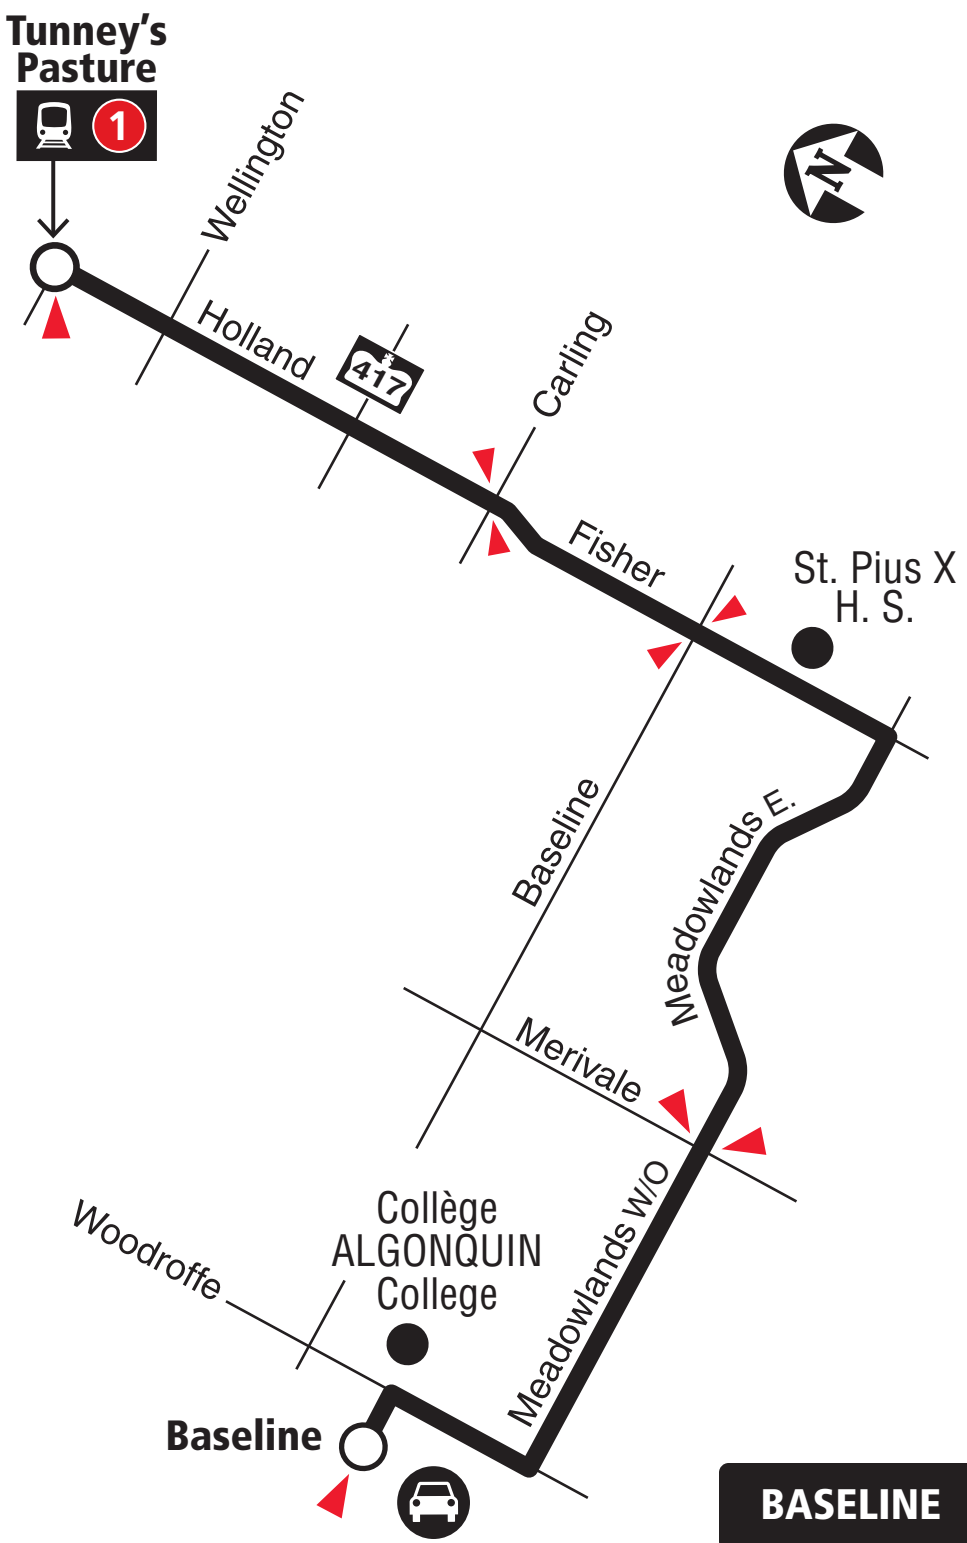 Tunney's
Pasture
1
Wellington
N
Holland
417
Carling
Fisher
St. Pius X
H. S.
Baseline
Meadowlands E.
Merivale
Meadowlands W/O
Woodroffe
Collège
ALGONQUIN
College
Baseline
BASELINE